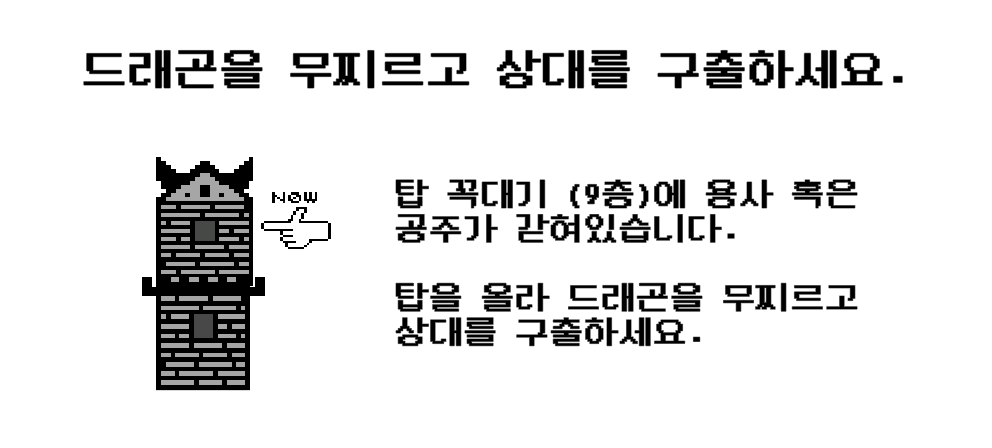 드래곤을 무찌르고 상대를 구출하세요.
NOW
탑 꼭대기 (9층)에 용사 혹은
공주가 갇혀있습니다.
탑을 올라 드래곤을 무찌르고
상대를 구출하세요.